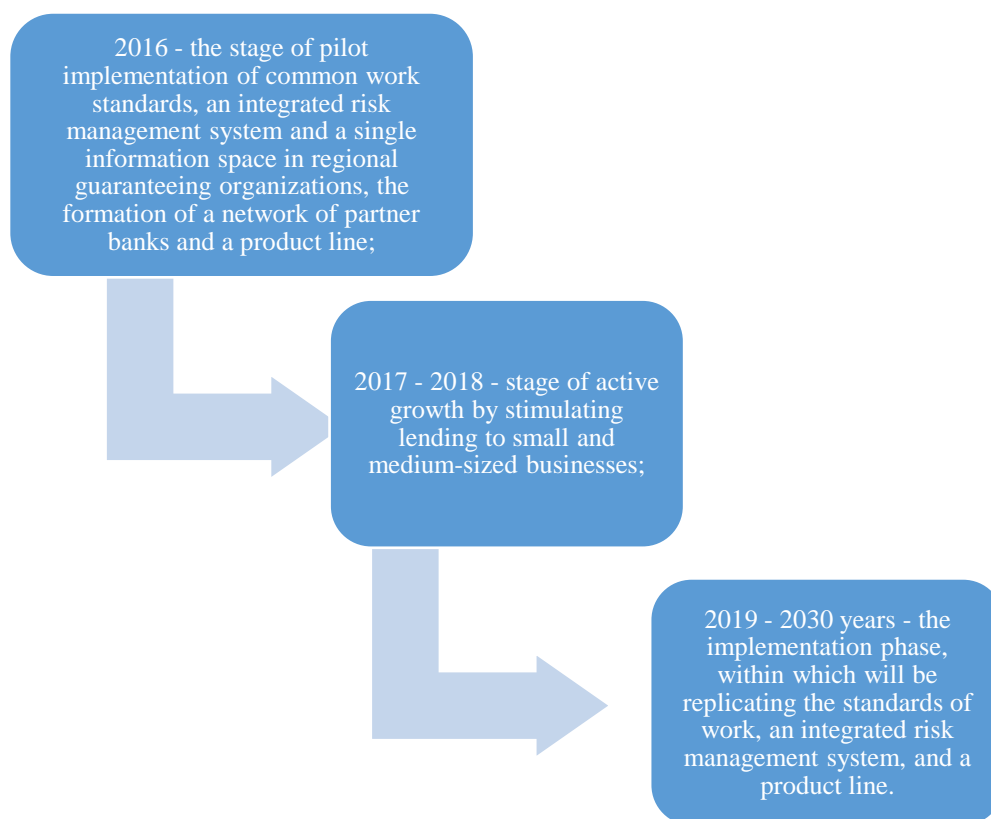 2016 - the stage of pilot
implementation of common work
standards, an integrated risk
management system and a single
information space in regional
guaranteeing organizations, the
formation of a network of partner
banks and a product line;
2017 - 2018 - stage of active
growth by stimulating
lending to small and
medium-sized businesses;
2019 - 2030 years - the
implementation phase,
within which will be
replicating the standards of
work, an integrated risk
management system, and a
product line.